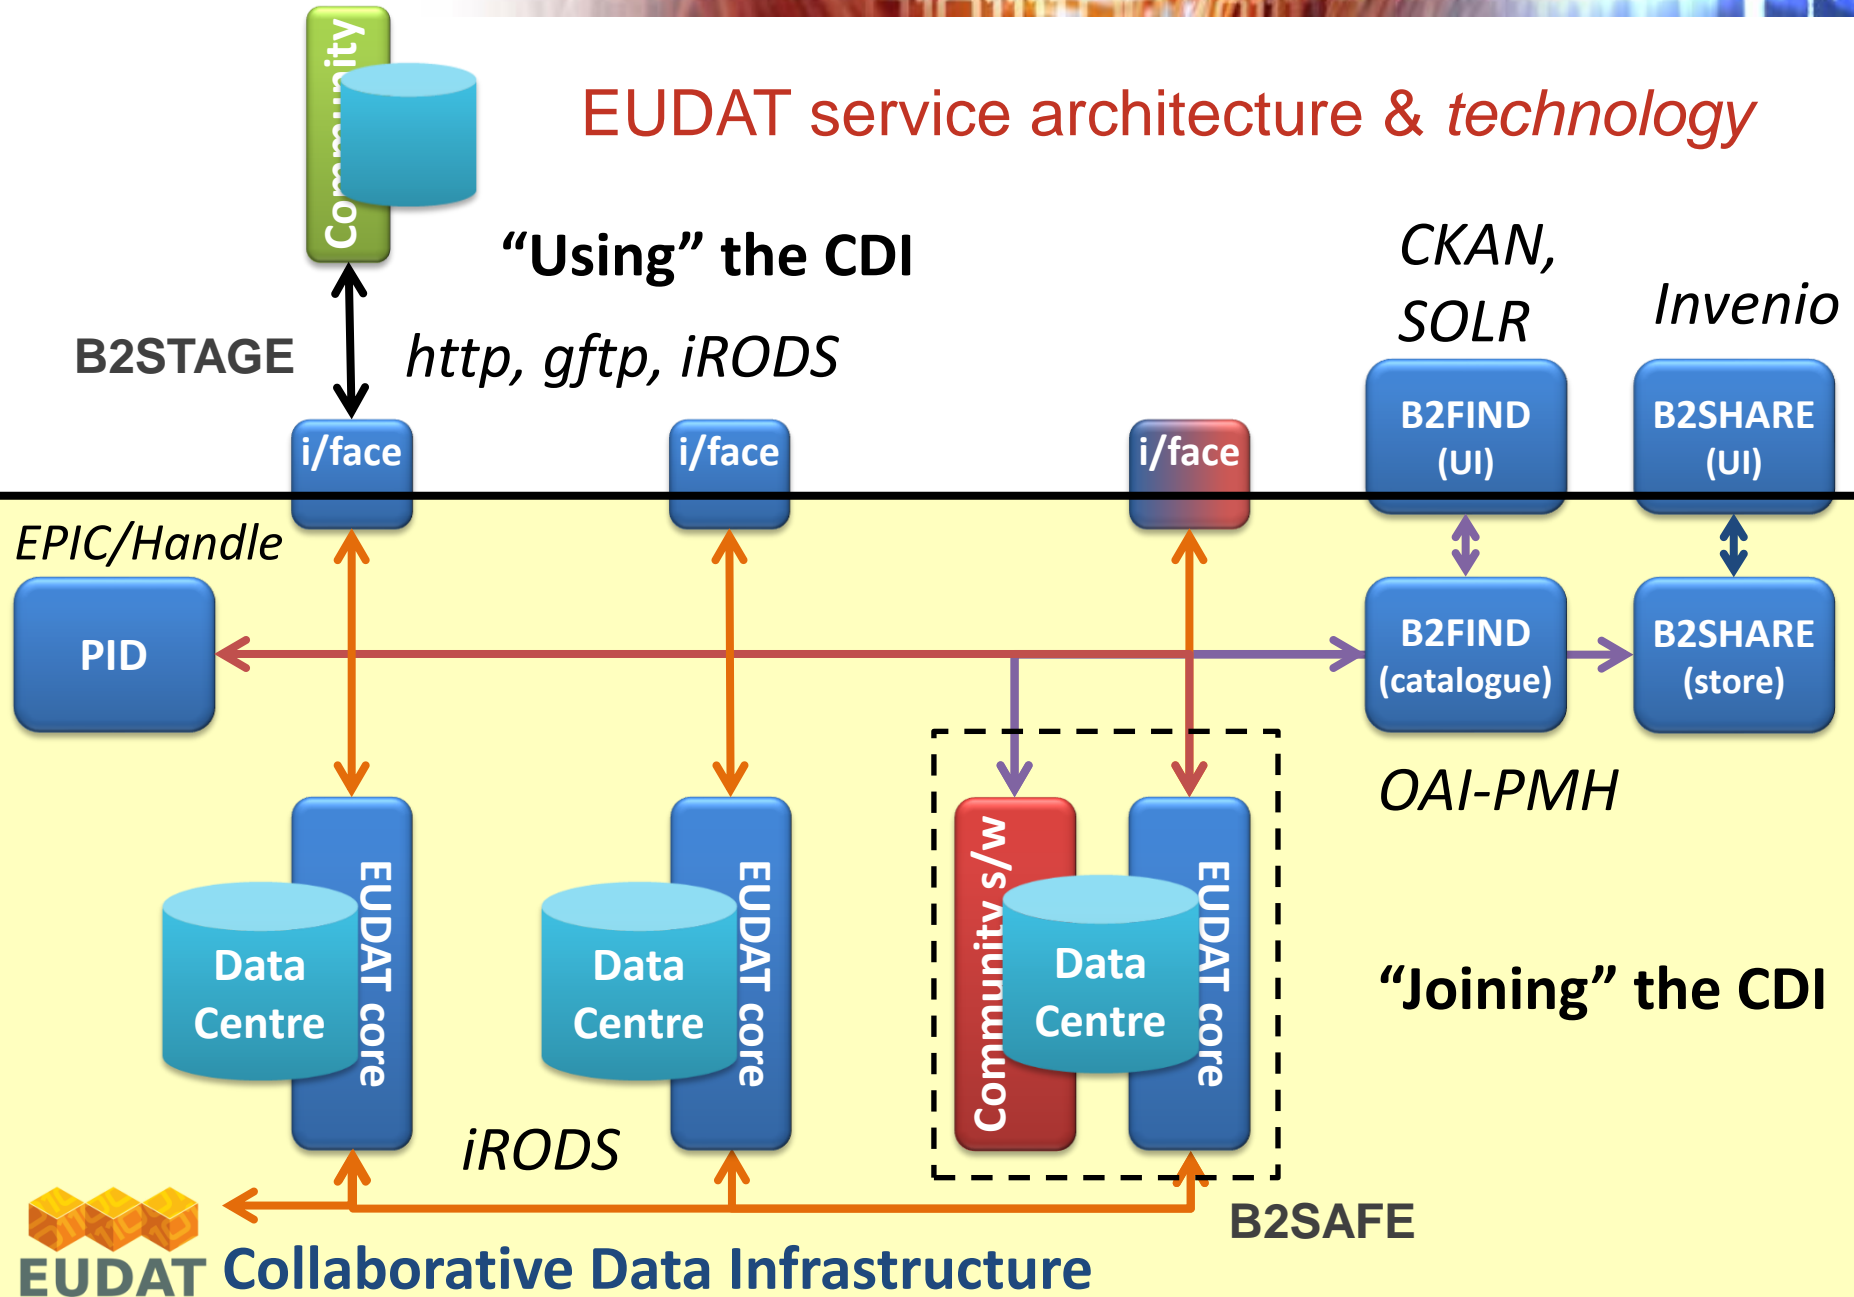 Community
EUDAT service architecture & technology
“Using” the CDI
CKAN,
SOLR
Invenio
B2STAGE
http, gftp, iRODS
i/face
i/face
i/face
B2FIND
(UI)
B2SHARE
(UI)
EPIC/Handle
PID
B2FIND
(catalogue)
B2SHARE
(store)
OAI-PMH
Data
Centre
EUDAT core
Data
Centre
EUDAT core
Community s/w
Data
Centre
EUDAT core
“Joining” the CDI
iRODS
B2SAFE
EUDAT
Collaborative Data Infrastructure